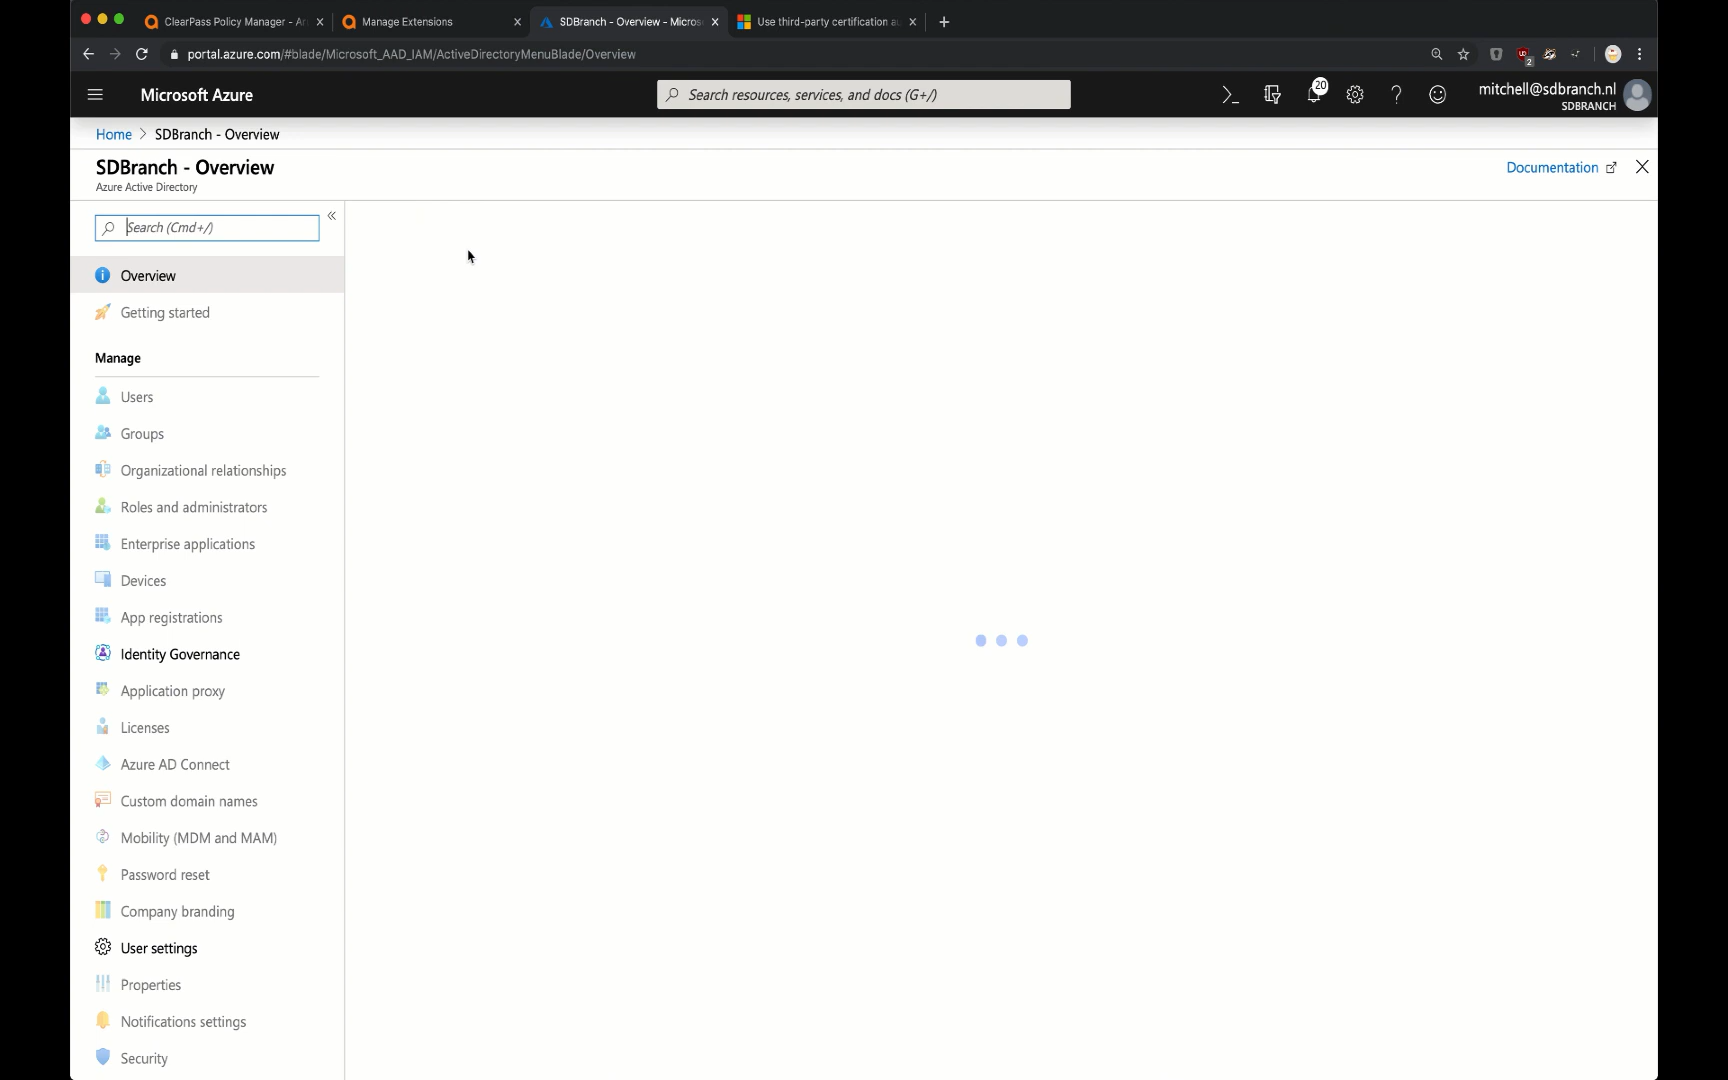 ClearPass Policy Manager - Ar
Manage Extensions
SDBranch - Overview - Micros
Use third-party certification au
portal.azure.com/#blade/Microsoft_AAD_IAM/ActiveDirectoryMenuBlade/Overview
2
Microsoft Azure
Search resources, services, and docs (G+/)
20
mitchell@sdbranch.nl
SDBRANCH
Home > SDBranch - Overview
SDBranch - Overview
Azure Active Directory
Documentation
Search (Cmd+/)
Overview
Getting started
Manage
Users
Groups
Organizational relationships
Roles and administrators
Enterprise applications
Devices
App registrations
Identity Governance
Application proxy
Licenses
Azure AD Connect
Custom domain names
Mobility (MDM and MAM)
Password reset
Company branding
User settings
Properties
Notifications settings
Security